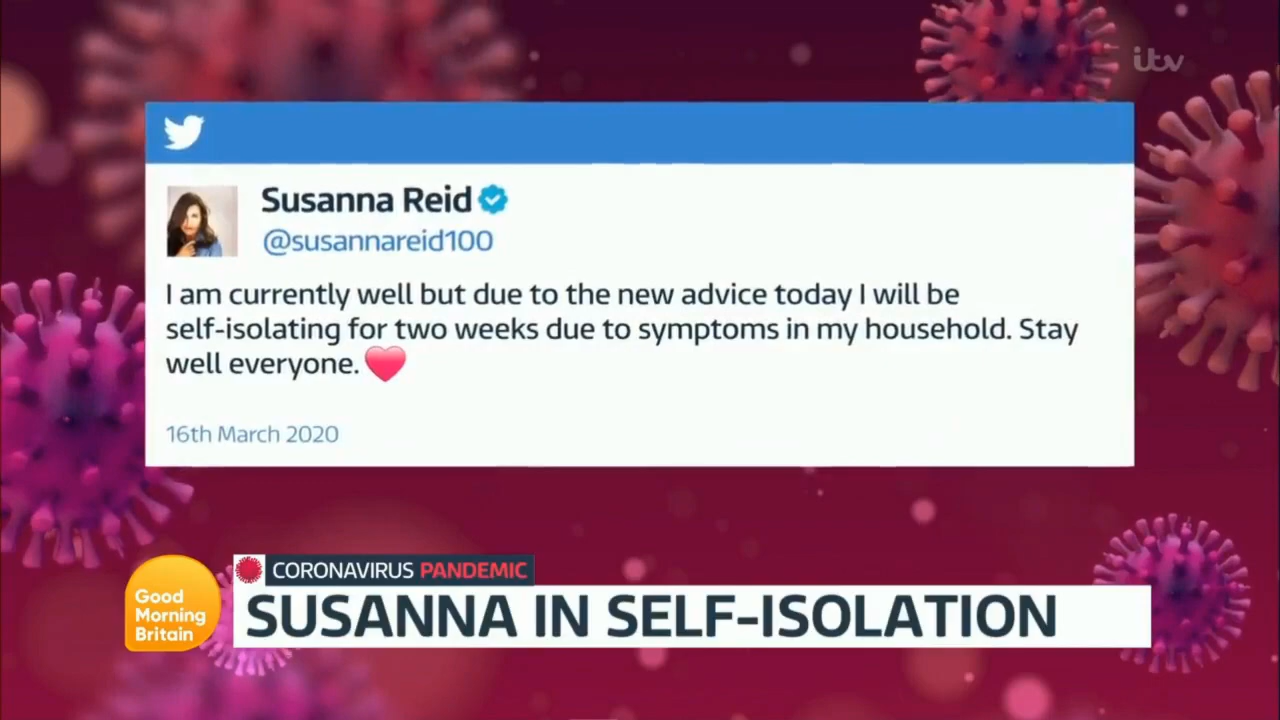 itv
Susanna Reid
@susannareid100
I am currently well but due to the new advice today I will be
self-isolating for two weeks due to symptoms in my household. Stay
well everyone. ❤️
16th March 2020
CORONAVIRUS PANDEMIC
Good
Morning
Britain
SUSANNA IN SELF-ISOLATION